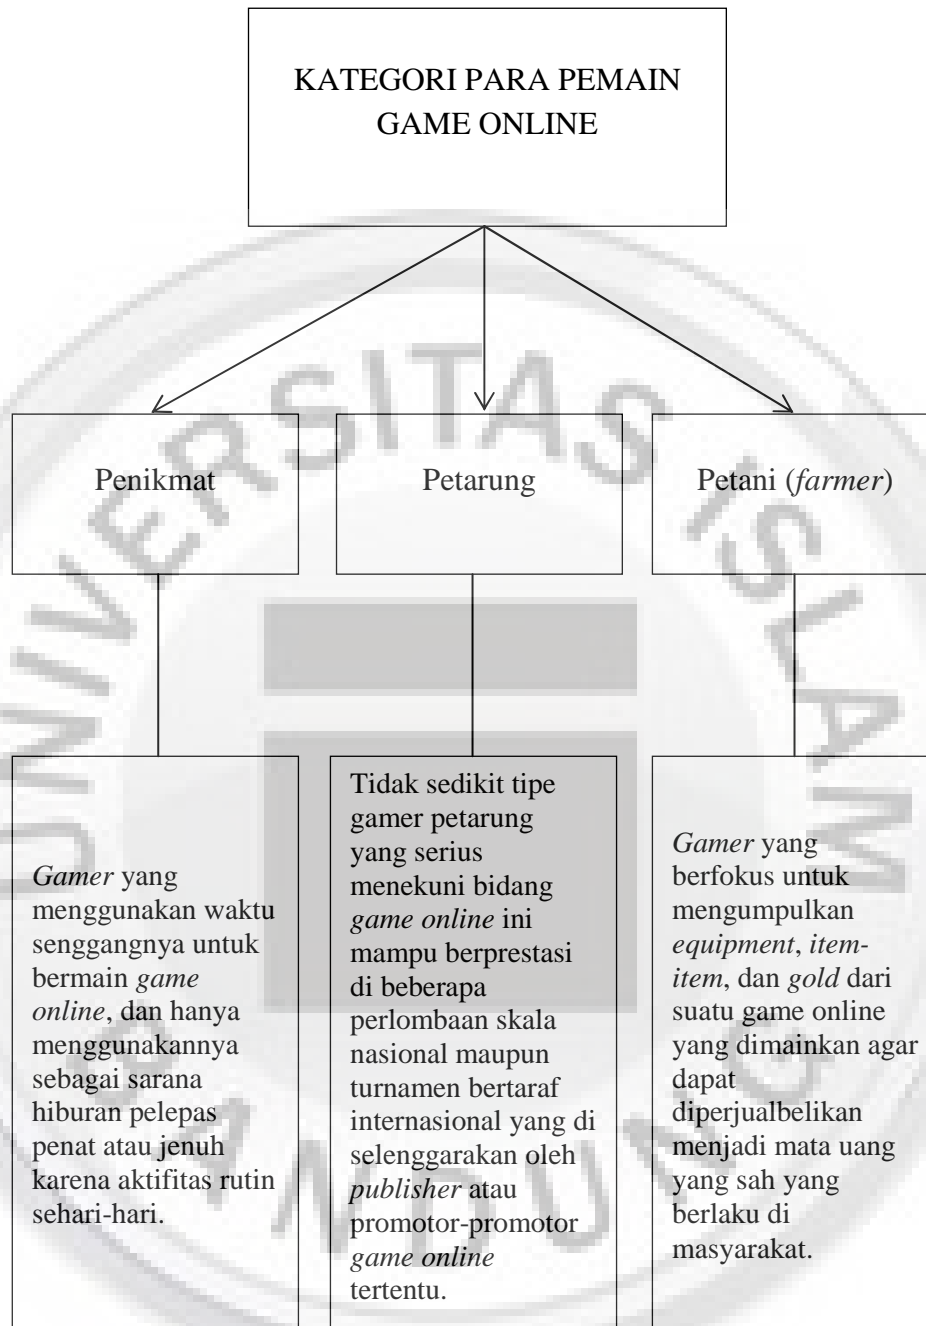 KATEGORI PARA PEMAIN
GAME ONLINE
Penikmat
Petarung
Petani (farmer)
Gamer yang
menggunakan waktu
senggangnya untuk
bermain game
online, dan hanya
menggunakannya
sebagai sarana
hiburan pelepas
penat atau jenuh
karena aktifitas rutin
sehari-hari.
Tidak sedikit tipe
gamer petarung
yang serius
menekuni bidang
game online ini
mampu berprestasi
di beberapa
perlombaan skala
nasional maupun
turnamen bertaraf
internasional yang di
selenggarakan oleh
publisher atau
promotor-promotor
game online
tertentu.
Gamer yang
berfokus untuk
mengumpulkan
equipment, item-
item, dan gold dari
suatu game online
yang dimainkan agar
dapat
diperjualbelikan
menjadi mata uang
yang sah yang
berlaku di
masyarakat.
UNIVERSITAS ISLAM
BANDUNG